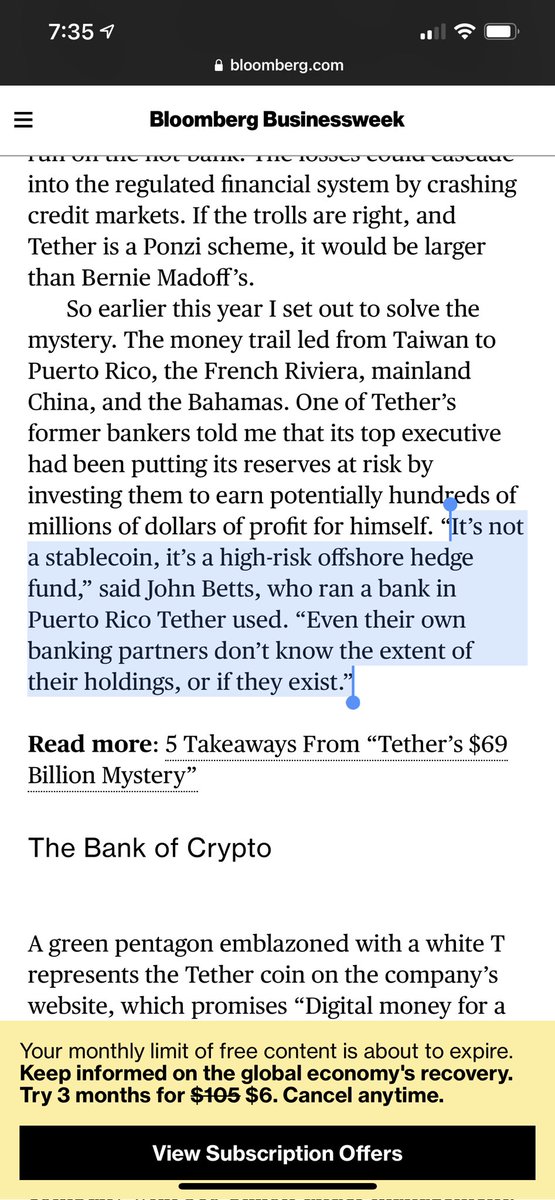 7:35
bloomberg.com
Bloomberg Businessweek
run on the hot bank. The losses could cascade
into the regulated financial system by crashing
credit markets. If the trolls are right, and
Tether is a Ponzi scheme, it would be larger
than Bernie Madoff’s.
So earlier this year I set out to solve the
mystery. The money trail led from Taiwan to
Puerto Rico, the French Riviera, mainland
China, and the Bahamas. One of Tether’s
former bankers told me that its top executive
had been putting its reserves at risk by
investing them to earn potentially hundreds of
millions of dollars of profit for himself. “It’s not
a stablecoin, it’s a high-risk offshore hedge
fund,” said John Betts, who ran a bank in
Puerto Rico Tether used. “Even their own
banking partners don’t know the extent of
their holdings, or if they exist.”
Read more: 5 Takeaways From “Tether’s $69
Billion Mystery”
The Bank of Crypto
A green pentagon emblazoned with a white T
represents the Tether coin on the company’s
website, which promises “Digital money for a
Your monthly limit of free content is about to expire.
Keep informed on the global economy's recovery.
Try 3 months for $105 $6. Cancel anytime.
View Subscription Offers